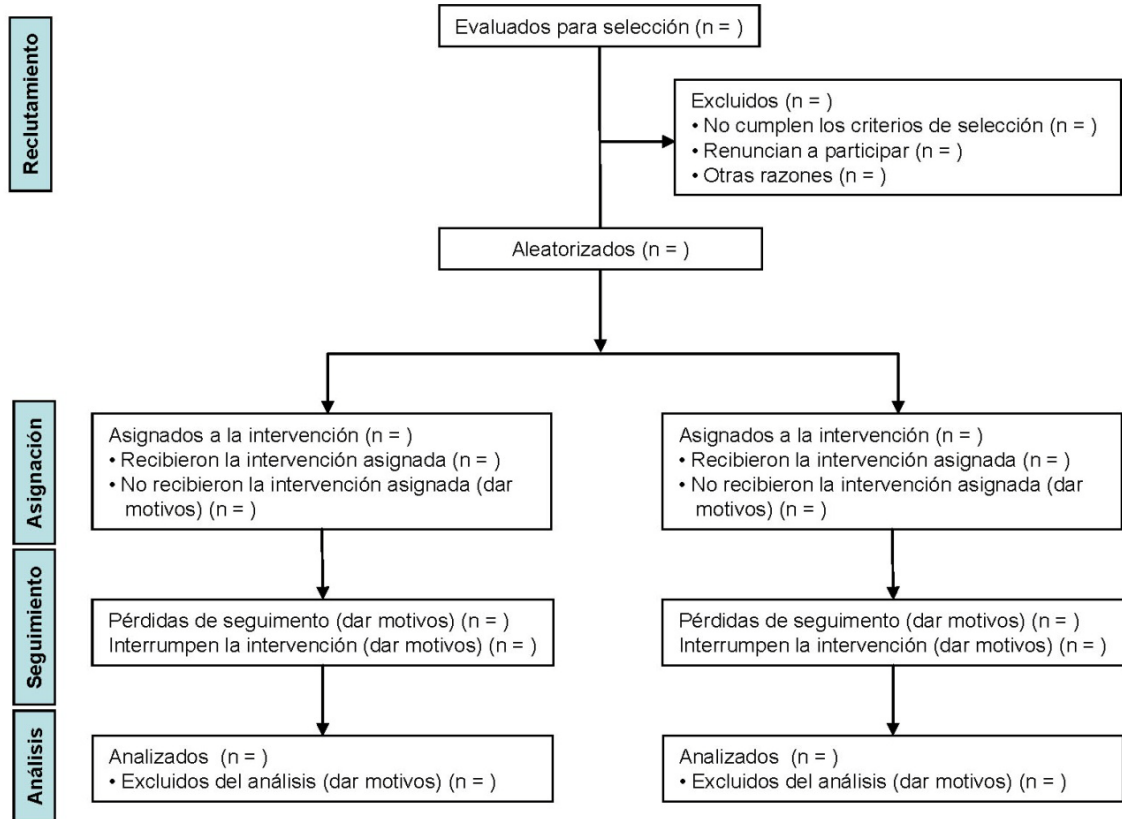 Reclutamiento
Evaluados para selección (n = )
Excluidos (n = )
• No cumplen los criterios de selección (n = )
• Renuncian a participar (n = )
• Otras razones (n = )
Aleatorizados (n = )
Asignación
Asignados a la intervención (n = )
• Recibieron la intervención asignada (n = )
• No recibieron la intervención asignada (dar
motivos) (n = )
Asignados a la intervención (n = )
• Recibieron la intervención asignada (n = )
• No recibieron la intervención asignada (dar
motivos) (n = )
Seguimiento
Pérdidas de seguimento (dar motivos) (n = )
Interrumpen la intervención (dar motivos) (n = )
Pérdidas de seguimento (dar motivos) (n = )
Interrumpen la intervención (dar motivos) (n = )
Análisis
Analizados (n = )
• Excluidos del análisis (dar motivos) (n = )
Analizados (n = )
• Excluidos del análisis (dar motivos) (n = )